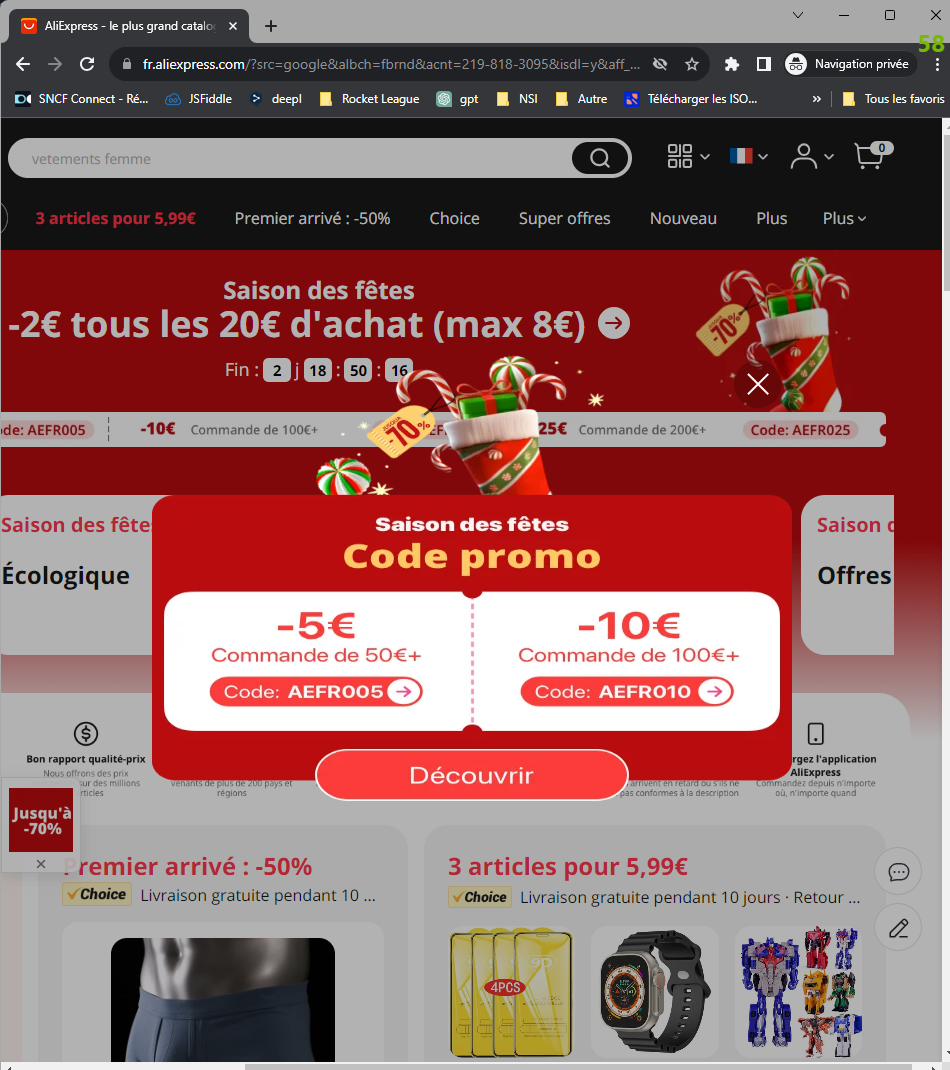 AliExpress - le plus grand catalo
58
fr.aliexpress.com/?src=google&albch=fbrnd&acnt=219-818-3095&isdl=y&aff_...
Navigation privée
SNCF Connect - Ré...
JSFiddle
deepl
Rocket League
gpt
NSI
Autre
Télécharger les ISO...
»
Tous les favoris
vetements femme
0
3 articles pour 5,99€
Premier arrivé : -50%
Choice
Super offres
Nouveau
Plus
Plus
Saison des fêtes
-2€ tous les 20€ d'achat (max 8€)
Fin : 2 j 18 : 50 : 16
-70%
de: AEFR005
-10€ Commande de 100€+
25€ Commande de 200€+
Code: AEFR025
JUSQU'À
-70%
Saison des fête
Écologique
Saison d
Offres
Saison des fêtes
Code promo
-5€
Commande de 50€+
Code: AEFR005
-10€
Commande de 100€+
Code: AEFR010
Découvrir
Bon rapport qualité-prix
Nous offrons des prix
sur des millions
rticles
venants de plus de 200 pays et
régions
arrivent en retard ou s'ils ne
pas conformes à la description
rgez l'application
AliExpress
Commandez depuis n'importe
où, n'importe quand
Jusqu'à
-70%
Premier arrivé : -50%
Choice Livraison gratuite pendant 10 ...
3 articles pour 5,99€
Choice Livraison gratuite pendant 10 jours · Retour ...
9D
4PCS